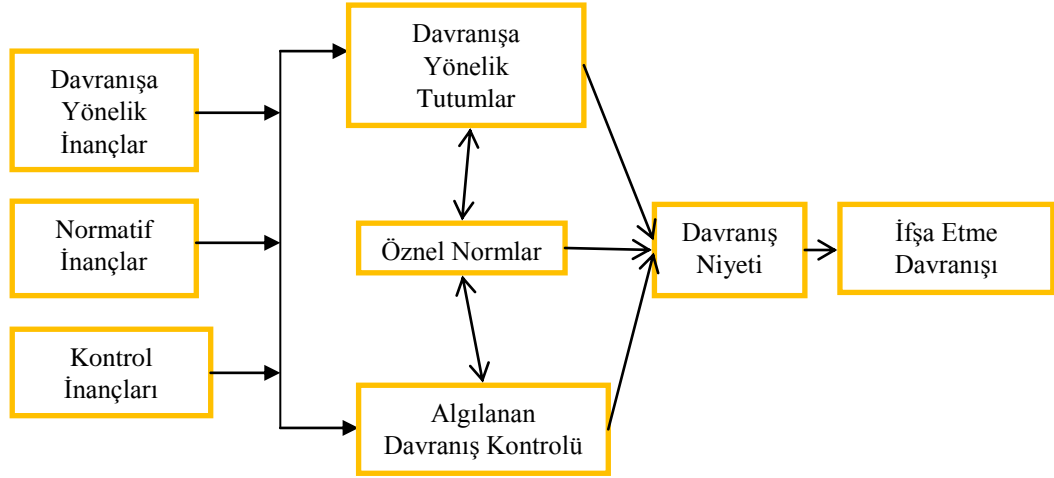 Davranışa
Yönelik
İnançlar
Normatif
İnançlar
Kontrol
İnançları
Davranışa
Yönelik
Tutumlar
Öznel Normlar
Algılanan
Davranış Kontrolü
Davranış
Niyeti
İfşa Etme
Davranışı